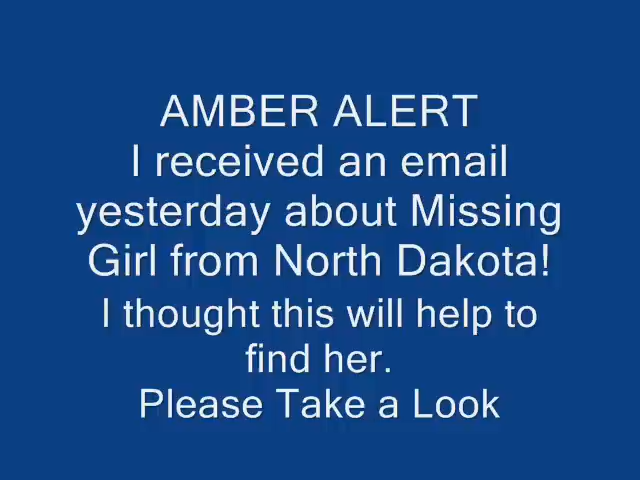 AMBER ALERT
I received an email
yesterday about Missing
Girl from North Dakota!
I thought this will help to
find her.
Please Take a Look